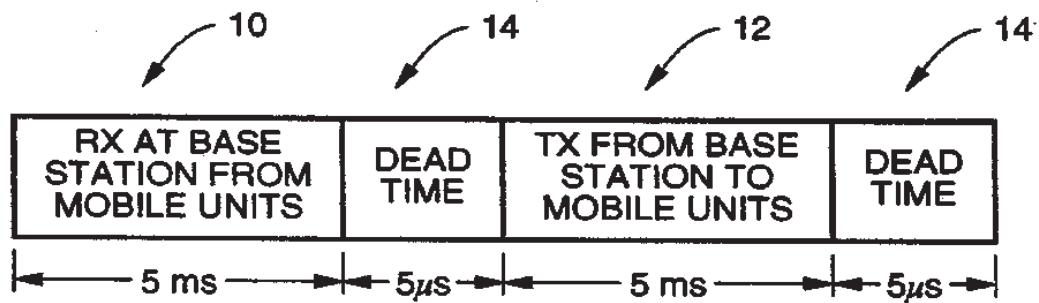 10
14
12
14
RX AT BASE
STATION FROM
MOBILE UNITS
DEAD
TIME
TX FROM BASE
STATION TO
MOBILE UNITS
DEAD
TIME
5 ms
5μs
5 ms
5μs